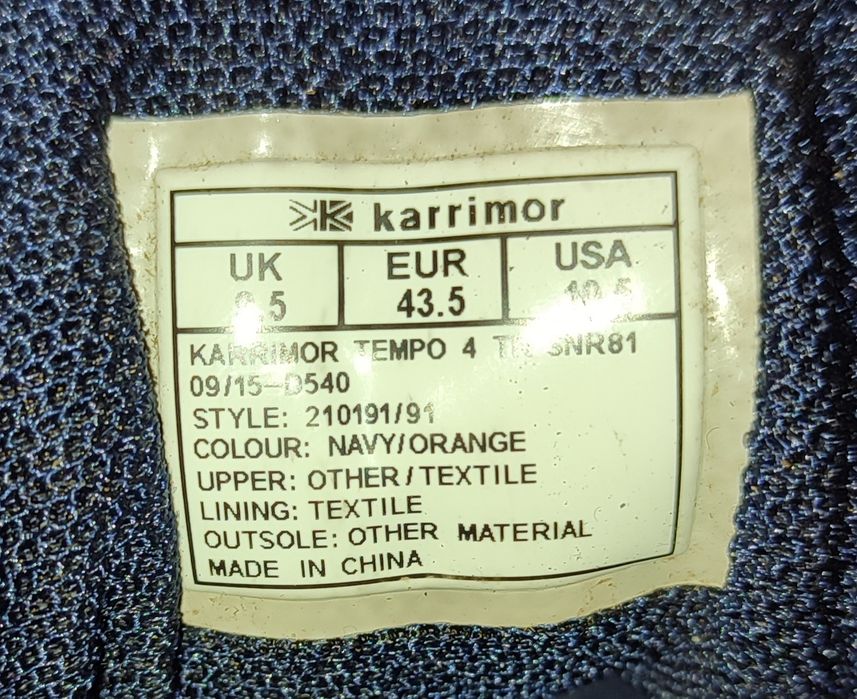 karrimor
UK EUR USA
43.5
KARRIMOR TEMPO 4 SNR81
09/15-D540
STYLE: 210191/91
COLOUR: NAVY/ORANGE
UPPER: OTHER/TEXTILE
LINING: TEXTILE
OUTSOLE: OTHER MATERIAL
MADE IN CHINA